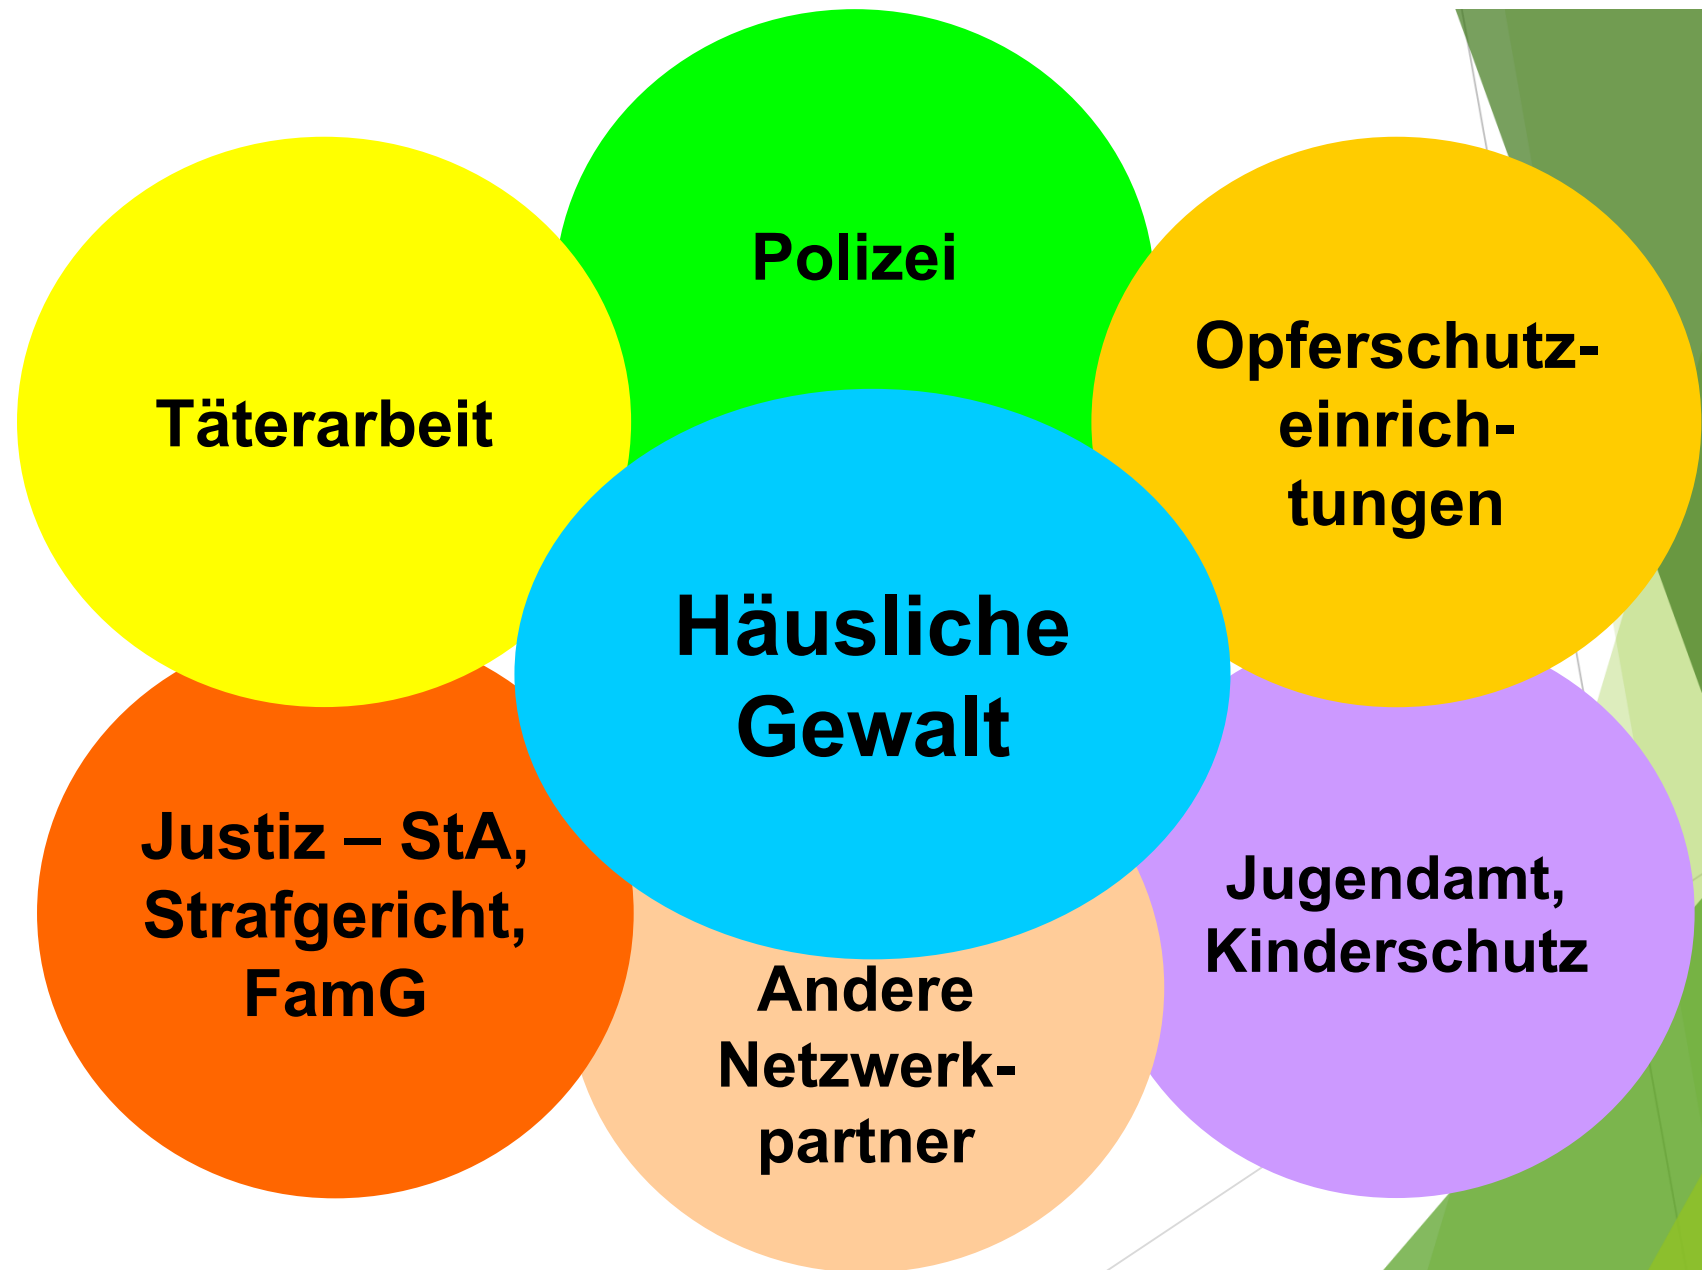 Polizei
Täterarbeit
Opferschutz-
einrich-
tungen
Häusliche
Gewalt
Justiz – StA,
Strafgericht,
FamG
Jugendamt,
Kinderschutz
Andere
Netzwerk-
partner